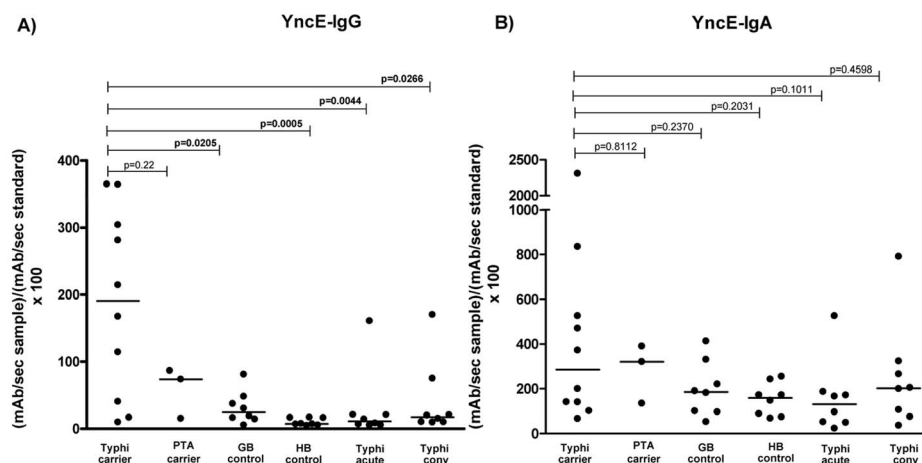 A)
YncE-IgG
p=0.0266
p=0.0044
p=0.0005
p=0.0205
p=0.22
400
300
200
100
0
(mAb/sec sample)/(mAb/sec standard)
x 100
Typhi carrier
PTA carrier
GB control
HB control
Typhi acute
Typhi conv
B)
YncE-IgA
p=0.4598
p=0.1011
p=0.2031
p=0.2370
p=0.8112
2500
2000
1000
800
600
400
200
0
(mAb/sec sample)/(mAb/sec standard)
x 100
Typhi carrier
PTA carrier
GB control
HB control
Typhi acute
Typhi conv